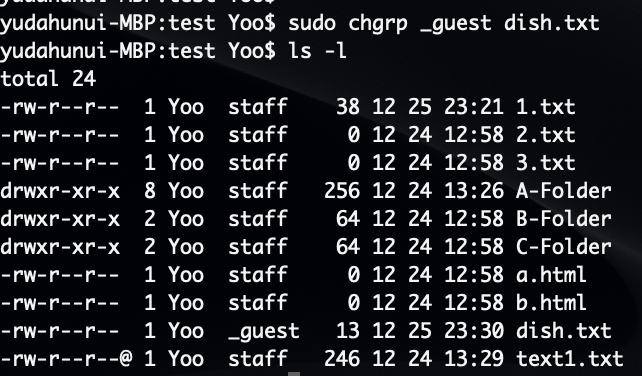 yudahunui-MBP:test Yoo$
yudahunui-MBP:test Yoo$ sudo chgrp _guest dish.txt
yudahunui-MBP:test Yoo$ ls -l
total 24
-rw-r--r--  1 Yoo  staff    38 12 25 23:21 1.txt
-rw-r--r--  1 Yoo  staff     0 12 24 12:58 2.txt
-rw-r--r--  1 Yoo  staff     0 12 24 12:58 3.txt
drwxr-xr-x  8 Yoo  staff   256 12 24 13:26 A-Folder
drwxr-xr-x  2 Yoo  staff    64 12 24 12:58 B-Folder
drwxr-xr-x  2 Yoo  staff    64 12 24 12:58 C-Folder
-rw-r--r--  1 Yoo  staff     0 12 24 12:58 a.html
-rw-r--r--  1 Yoo  staff     0 12 24 12:58 b.html
-rw-r--r--  1 Yoo  _guest   13 12 25 23:30 dish.txt
-rw-r--r--@ 1 Yoo  staff   246 12 24 13:29 text1.txt